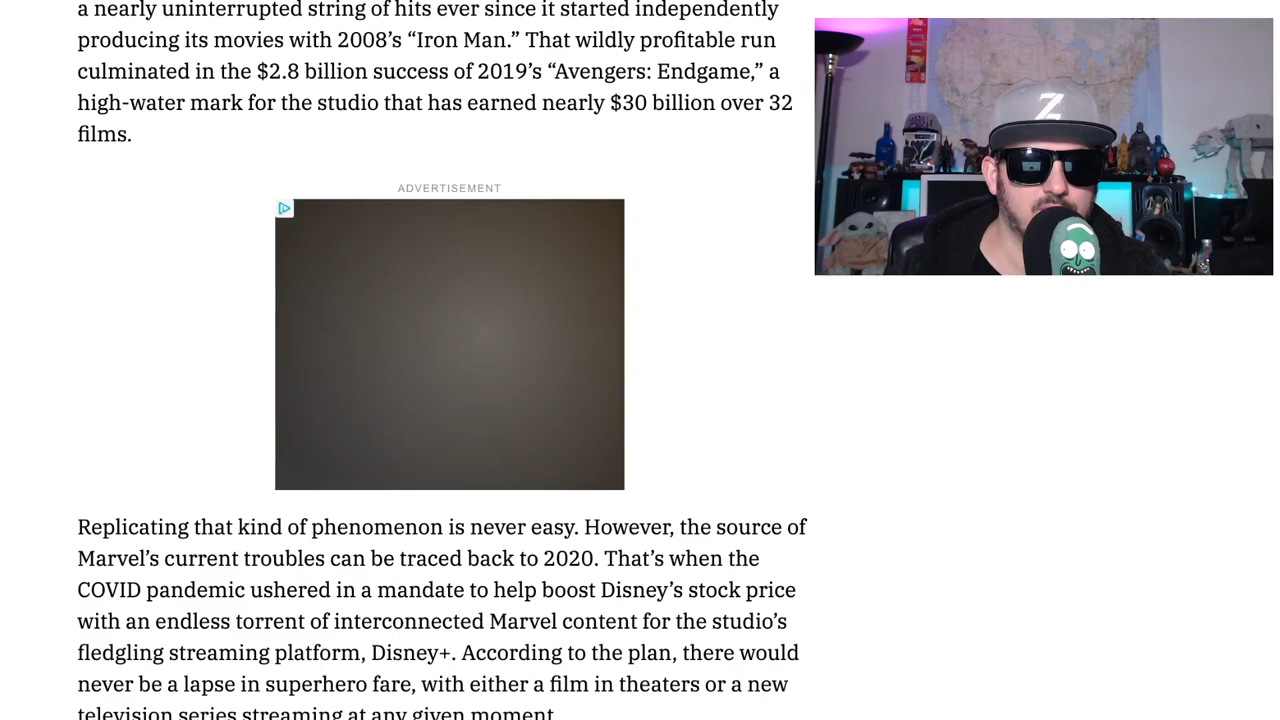 a nearly uninterrupted string of hits ever since it started independently
producing its movies with 2008’s “Iron Man.” That wildly profitable run
culminated in the $2.8 billion success of 2019’s “Avengers: Endgame,” a
high-water mark for the studio that has earned nearly $30 billion over 32
films.
ADVERTISEMENT
Z
Replicating that kind of phenomenon is never easy. However, the source of
Marvel’s current troubles can be traced back to 2020. That’s when the
COVID pandemic ushered in a mandate to help boost Disney’s stock price
with an endless torrent of interconnected Marvel content for the studio’s
fledgling streaming platform, Disney+. According to the plan, there would
never be a lapse in superhero fare, with either a film in theaters or a new
television series streaming at any given moment.